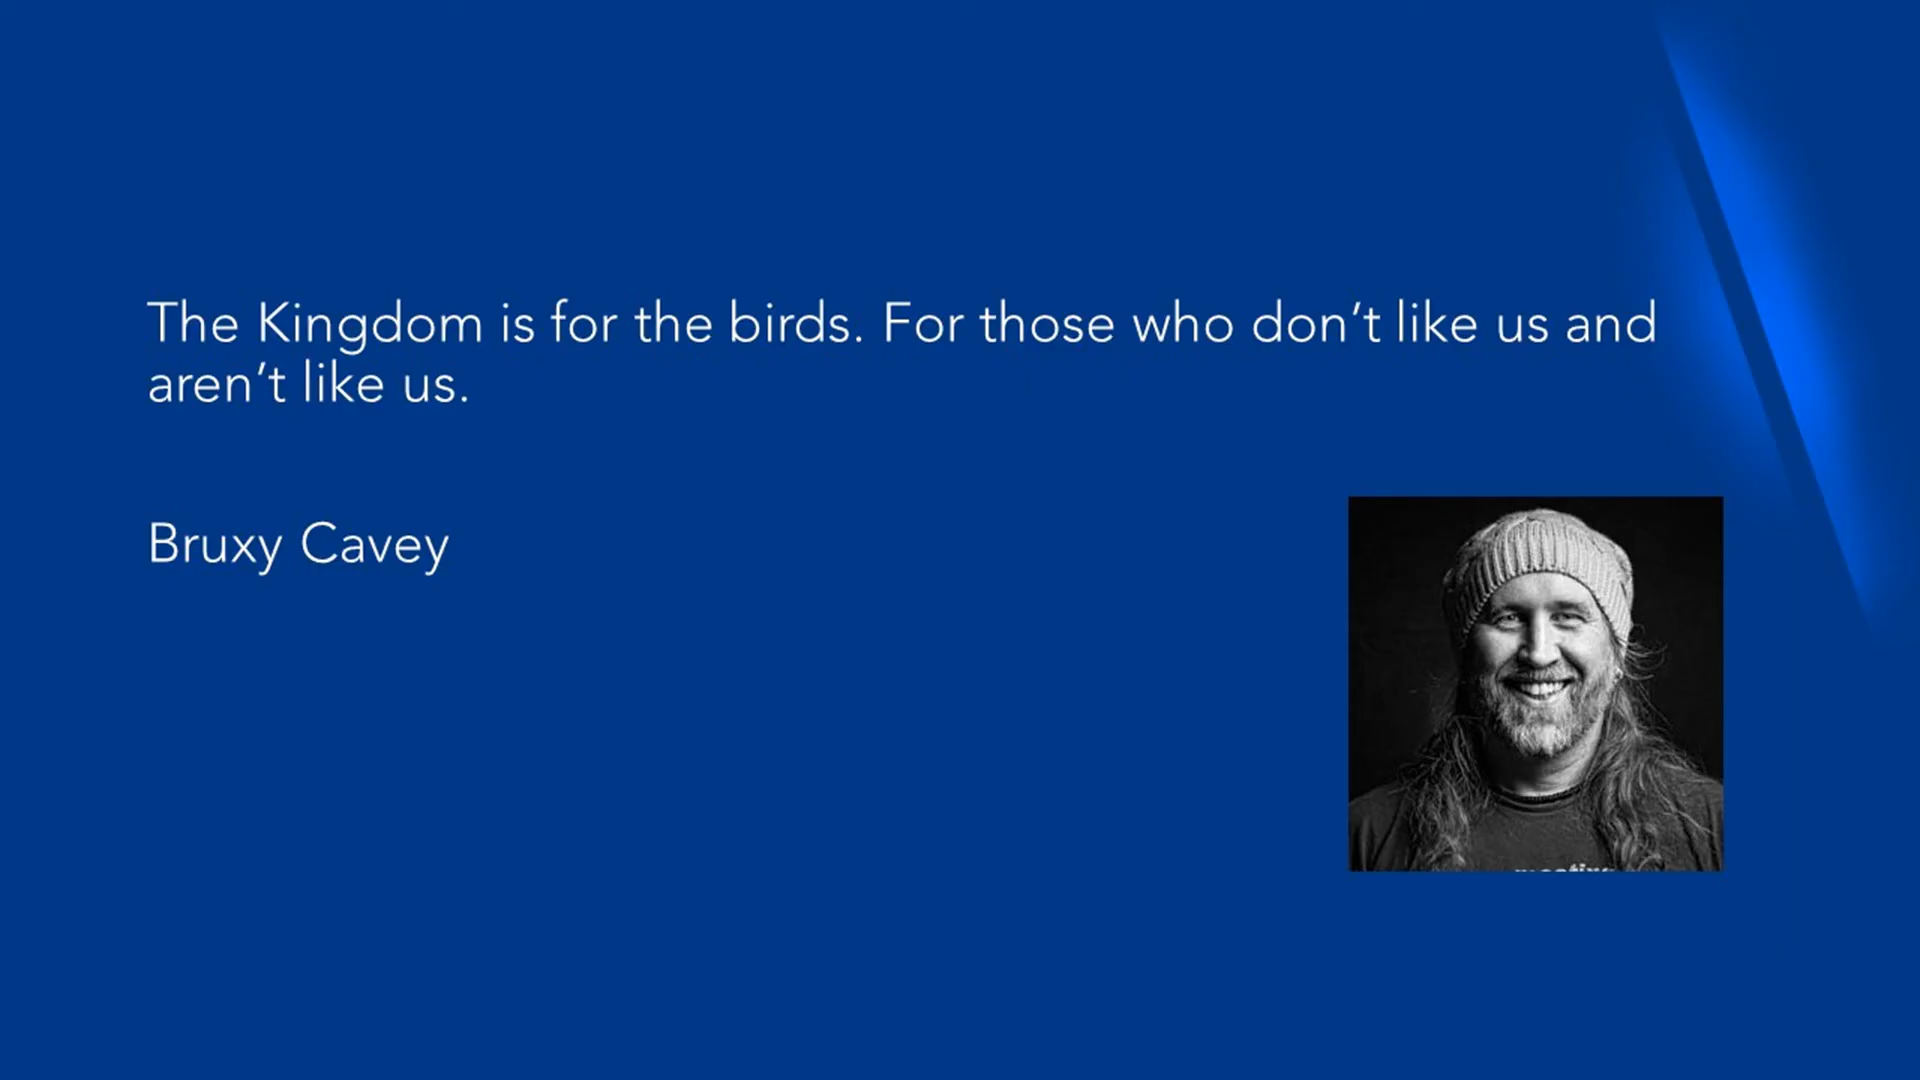 The Kingdom is for the birds. For those who don’t like us and
aren’t like us.
Bruxy Cavey